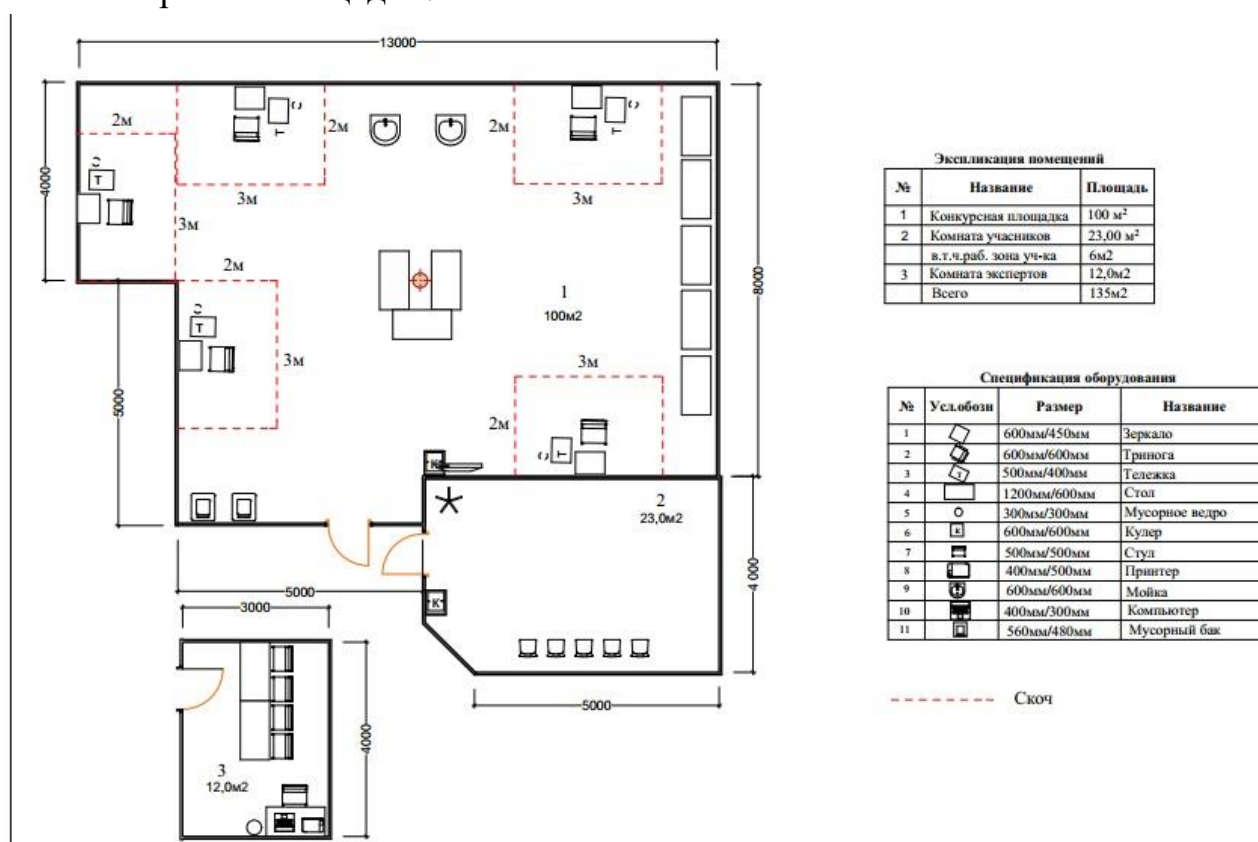 13000
2м
4000
2м
2м
3м
3м
3м
Т
Т
Т
2м
3м
Т
5000
1
100м2
8000
3м
2м
Т
К
2
23,0м2
4 000
5000
К
5000
3000
4000
3
12,0м2
Экспликация помещений
№ Название Площадь
1 Конкурсная площадка 100 м²
2 Комната учасников 23,00 м²
в.т.ч.раб. зона уч-ка 6м2
3 Комната экспертов 12,0м2
Всего 135м2
Спецификация оборудования
№ Усл.обозн Размер Название
1 600мм/450мм Зеркало
2 600мм/600мм Тринога
3 Т 500мм/400мм Тележка
4 1200мм/600мм Стол
5 300мм/300мм Мусорное ведро
6 К 600мм/600мм Кулер
7 500мм/500мм Стул
8 400мм/500мм Принтер
9 600мм/600мм Мойка
10 400мм/300мм Компьютер
11 560мм/480мм Мусорный бак
Скоч